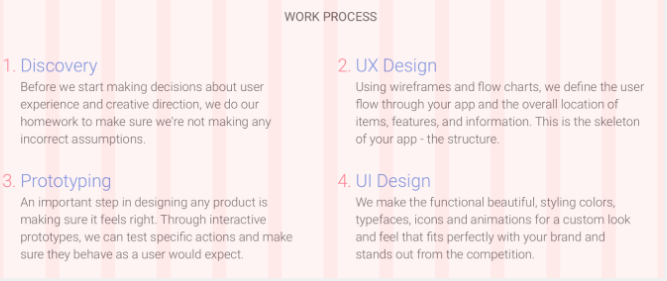 WORK PROCESS
1. Discovery
Before we start making decisions about user
experience and creative direction, we do our
homework to make sure we're not making any
incorrect assumptions.
2. UX Design
Using wireframes and flow charts, we define the user
flow through your app and the overall location of
items, features, and information. This is the skeleton
of your app - the structure.
3. Prototyping
An important step in designing any product is
making sure it feels right. Through interactive
prototypes, we can test specific actions and make
sure they behave as a user would expect.
4. UI Design
We make the functional beautiful, styling colors,
typefaces, icons and animations for a custom look
and feel that fits perfectly with your brand and
stands out from the competition.